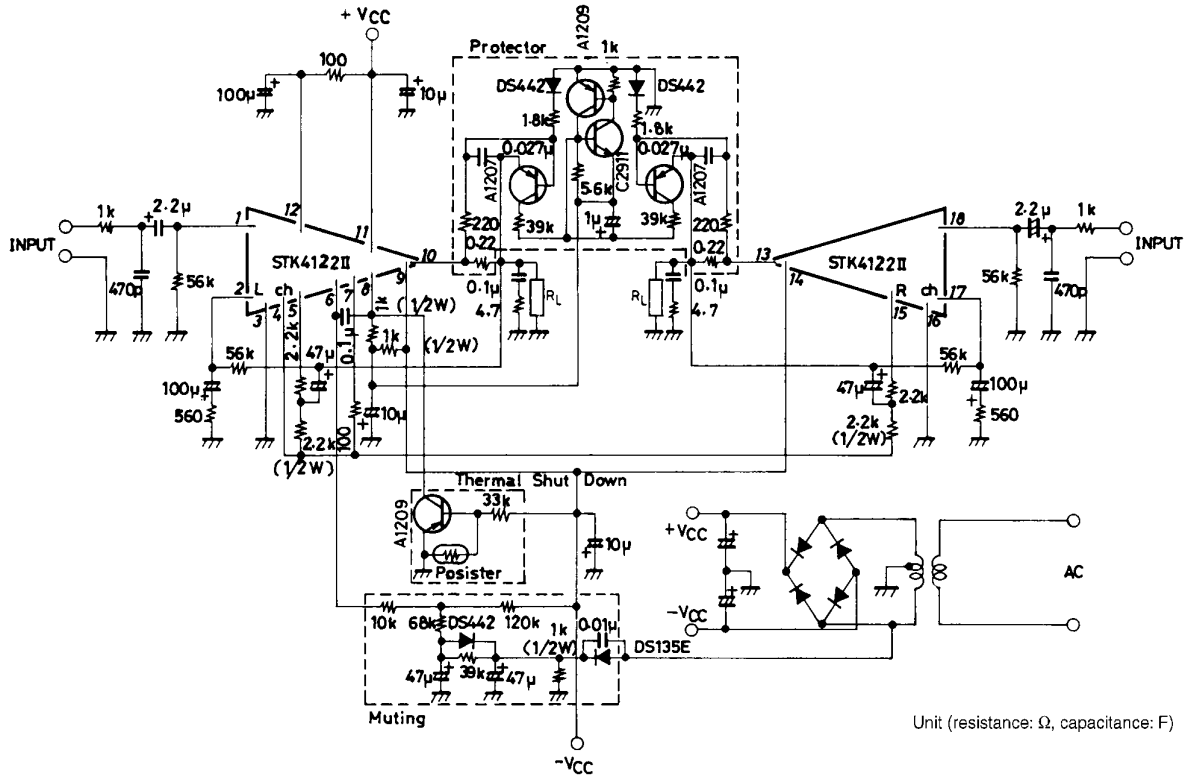 + VCC
A1209
Protector
1k
100
100μ
10μ
DS442
DS442
1.8k
1.8k
0.027μ
0.027μ
A1207
C2911
A1207
5.6k
1μ
39k
39k
220
220
0.22
0.22
1k
2.2μ
1
12
11
10
13
18
2.2μ
1k
INPUT
INPUT
STK4122II
STK4122II
470p
56k
56k
470p
2
L
ch
3
4
5
6
7
8
9
14
R
ch
17
15
16
0.1μ
4.7
RL
RL
0.1μ
4.7
1k
(1/2W)
1k
(1/2W)
2.2k
0.1μ
47μ
56k
56k
100μ
560
10μ
100
2.2k
(1/2W)
47μ
2.2k
2.2k
(1/2W)
100μ
560
Thermal Shut Down
A1209
33k
Posister
10μ
+VCC
-VCC
AC
10k
68k
DS442
120k
1k
(1/2W)
0.01μ
DS135E
39k
47μ
47μ
Muting
-VCC
Unit (resistance: Ω, capacitance: F)